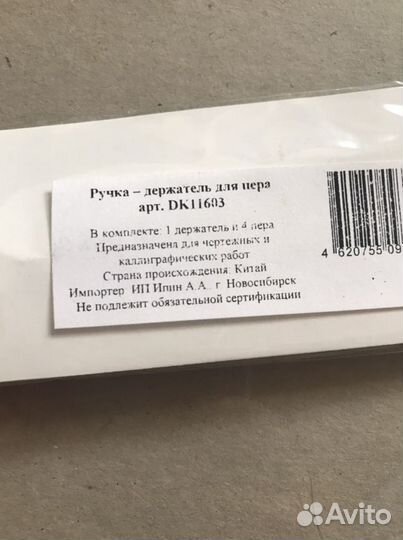 Ручка – держатель для пера
арт. DK11603
В комплекте: 1 держатель и 4 пера
Предназначена для чертежных и
каллиграфических работ
Страна происхождения: Китай
Импортер: ИП Ипин А.А., г. Новосибирск
Не подлежит обязательной сертификации
4 620755 09
Avito